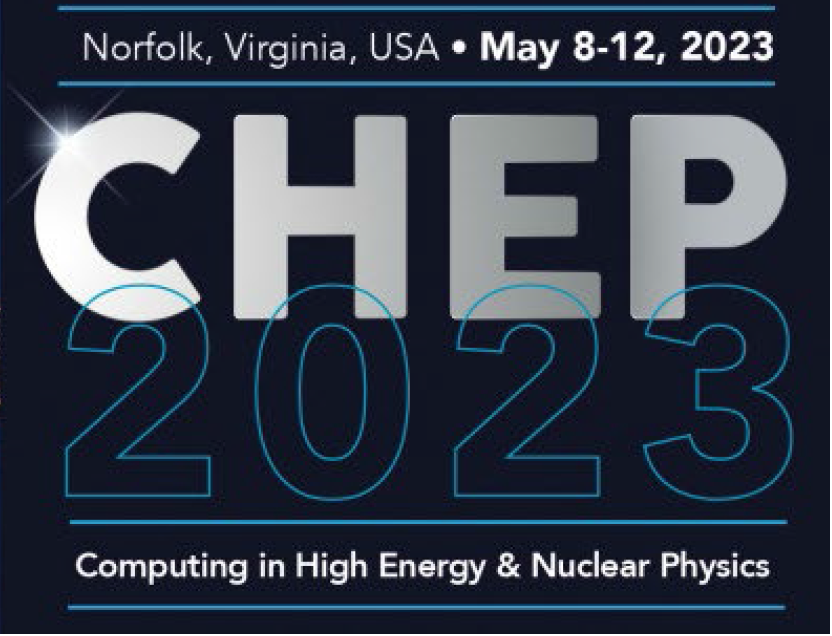 Norfolk, Virginia, USA • May 8-12, 2023
CHEP
2023
Computing in High Energy & Nuclear Physics